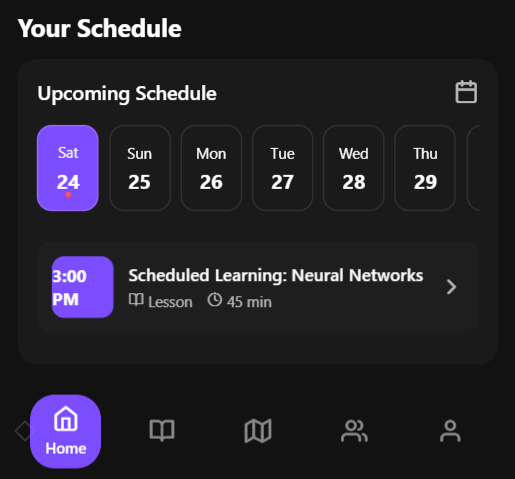 Your Schedule
Upcoming Schedule
Sat
Sun
Mon
Tue
Wed
Thu
24
25
26
27
28
29
3:00
PM
Scheduled Learning: Neural Networks
Lesson 45 min
Home